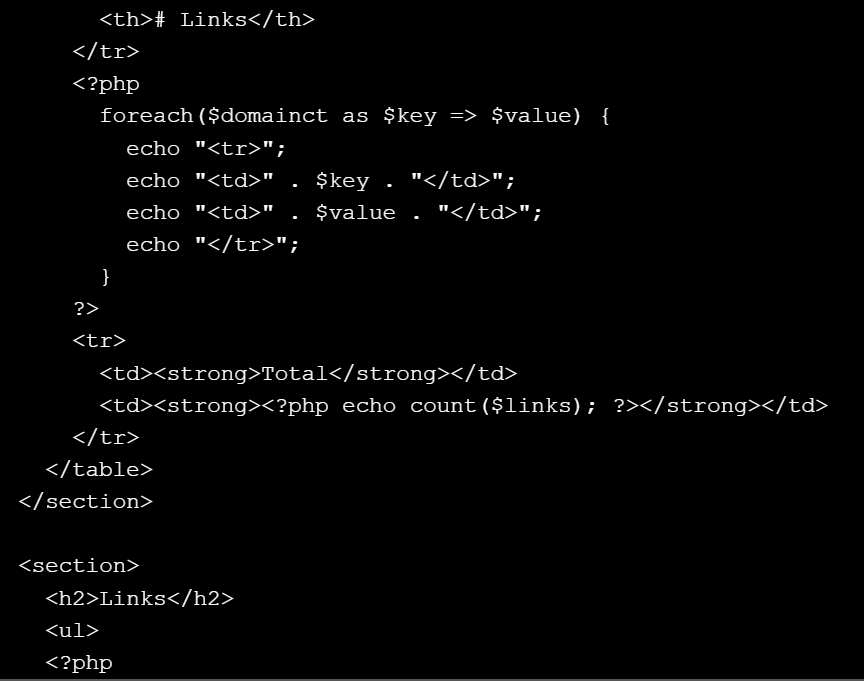 <th># Links</th>
</tr>
<?php
foreach($domainct as $key => $value) {
echo "<tr>";
echo "<td>" . $key . "</td>";
echo "<td>" . $value . "</td>";
echo "</tr>";
}
?>
<tr>
<td><strong>Total</strong></td>
<td><strong><?php echo count($links); ?></strong></td>
</tr>
</table>
</section>

<section>
<h2>Links</h2>
<ul>
<?php